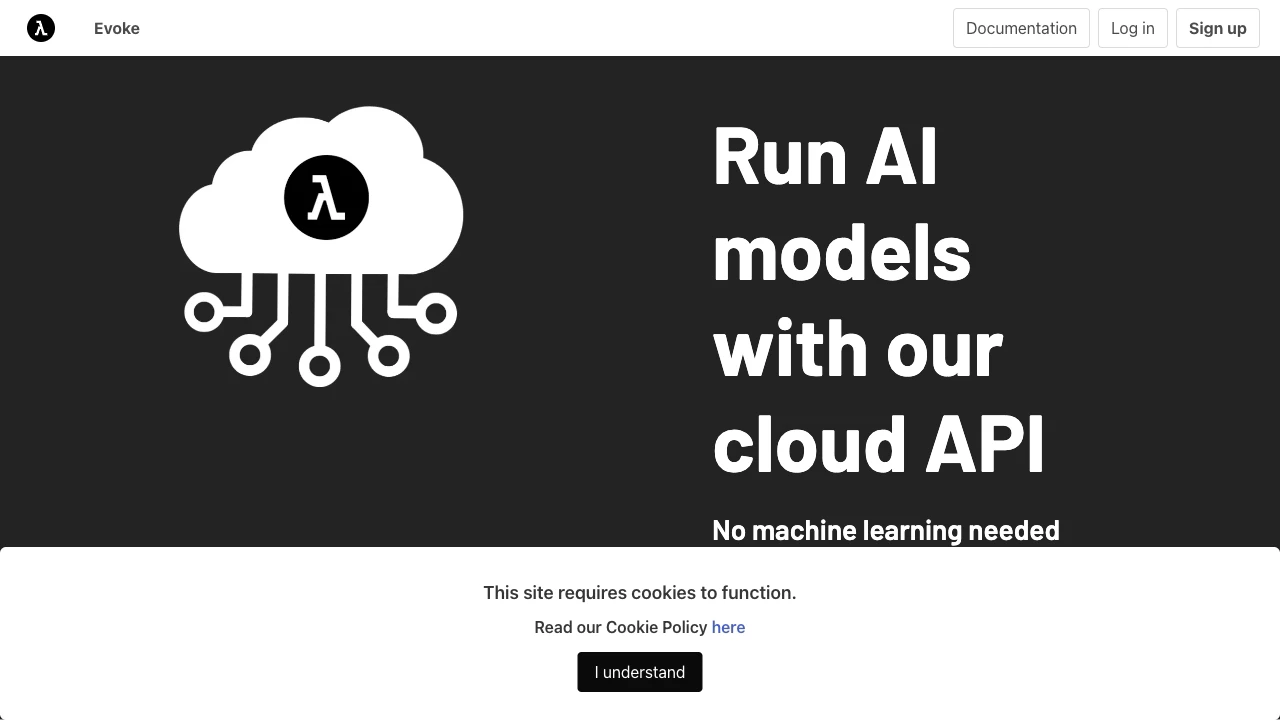 λ Evoke
Documentation
Log in
Sign up
λ
Run AI
models
with our
cloud API
No machine learning needed
This site requires cookies to function.
Read our Cookie Policy here
I understand